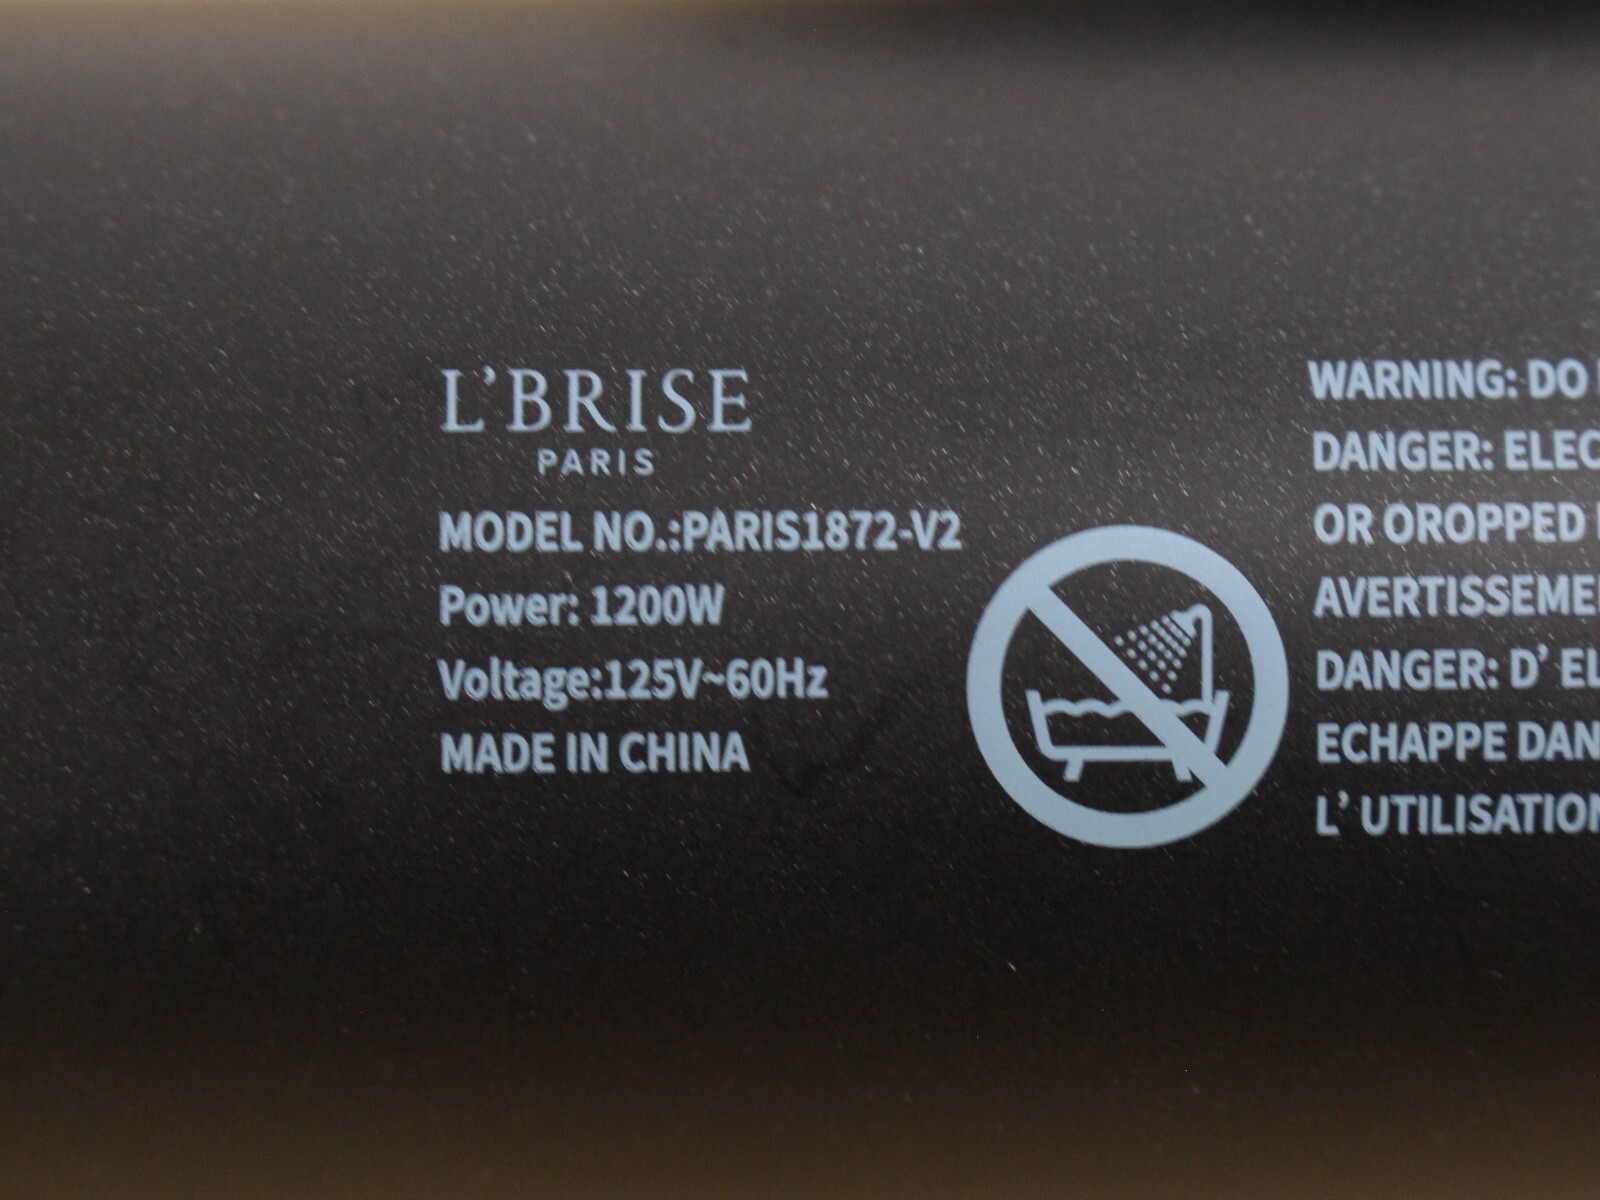 L'BRISE
PARIS
MODEL NO.:PARIS1872-V2
Power: 1200W
Voltage:125V~60Hz
MADE IN CHINA
WARNING: DO
DANGER: ELEC
OR OROPPED
AVERTISSEME
DANGER: D' EL
ECHAPPE DAN
L' UTILISATION